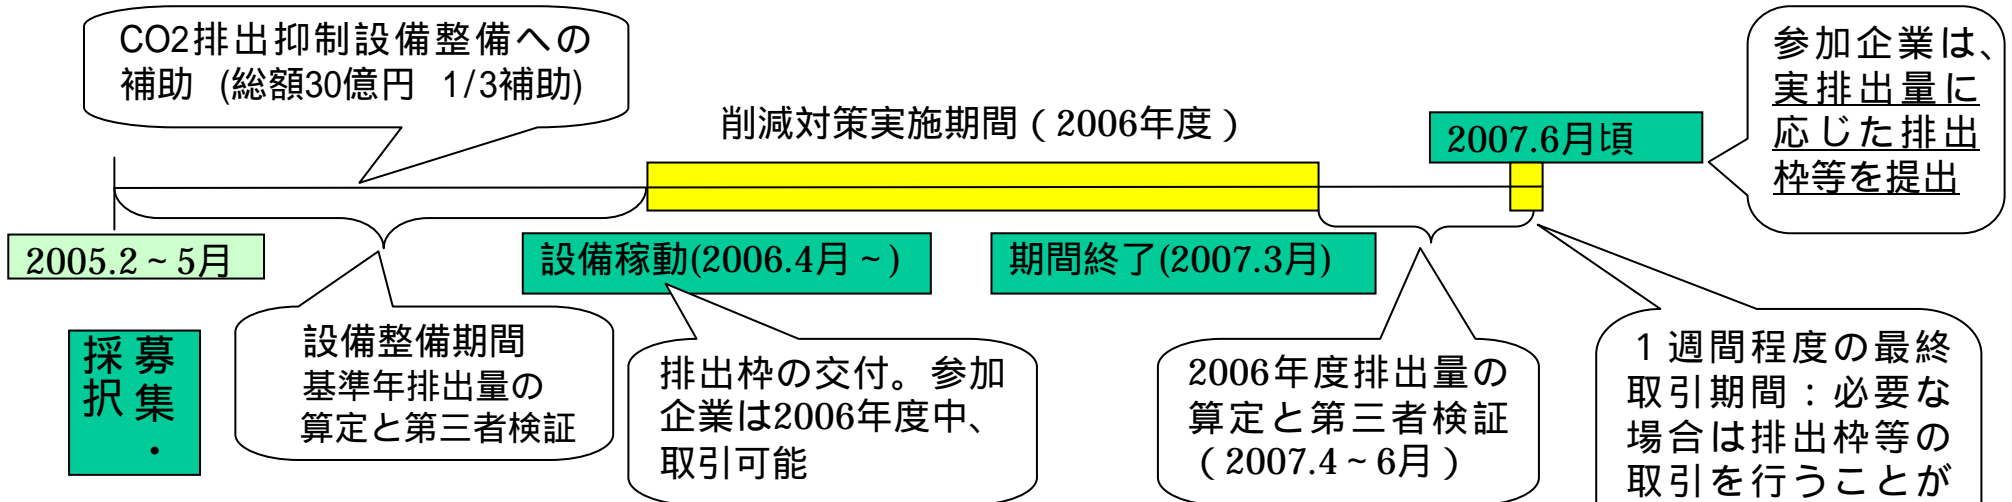 CO2排出抑制設備整備への
補助 (総額30億円 1/3補助)
削減対策実施期間（2006年度）
2007.6月頃
参加企業は、
実排出量に
応じた排出
枠等を提出
2005.2～5月
設備稼動(2006.4月～)
期間終了(2007.3月)
募集・
採択
設備整備期間
基準年排出量の
算定と第三者検証
排出枠の交付。参加
企業は2006年度中、
取引可能
2006年度排出量の
算定と第三者検証
（2007.4～6月）
1週間程度の最終
取引期間：必要な
場合は排出枠等の
取引を行うことが